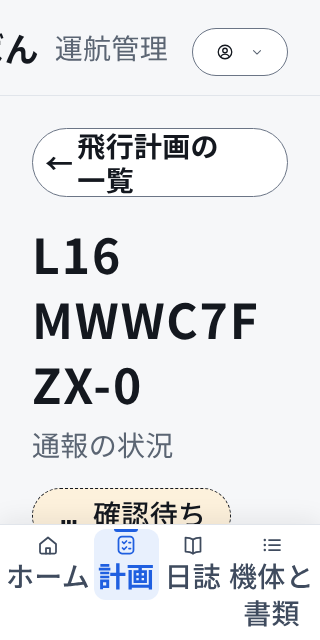 ん 運航管理
← 飛行計画の
一覧
L16
MWWC7F
ZX-0
通報の状況
… 確認待ち
ホーム 計画 日誌 機体と
書類